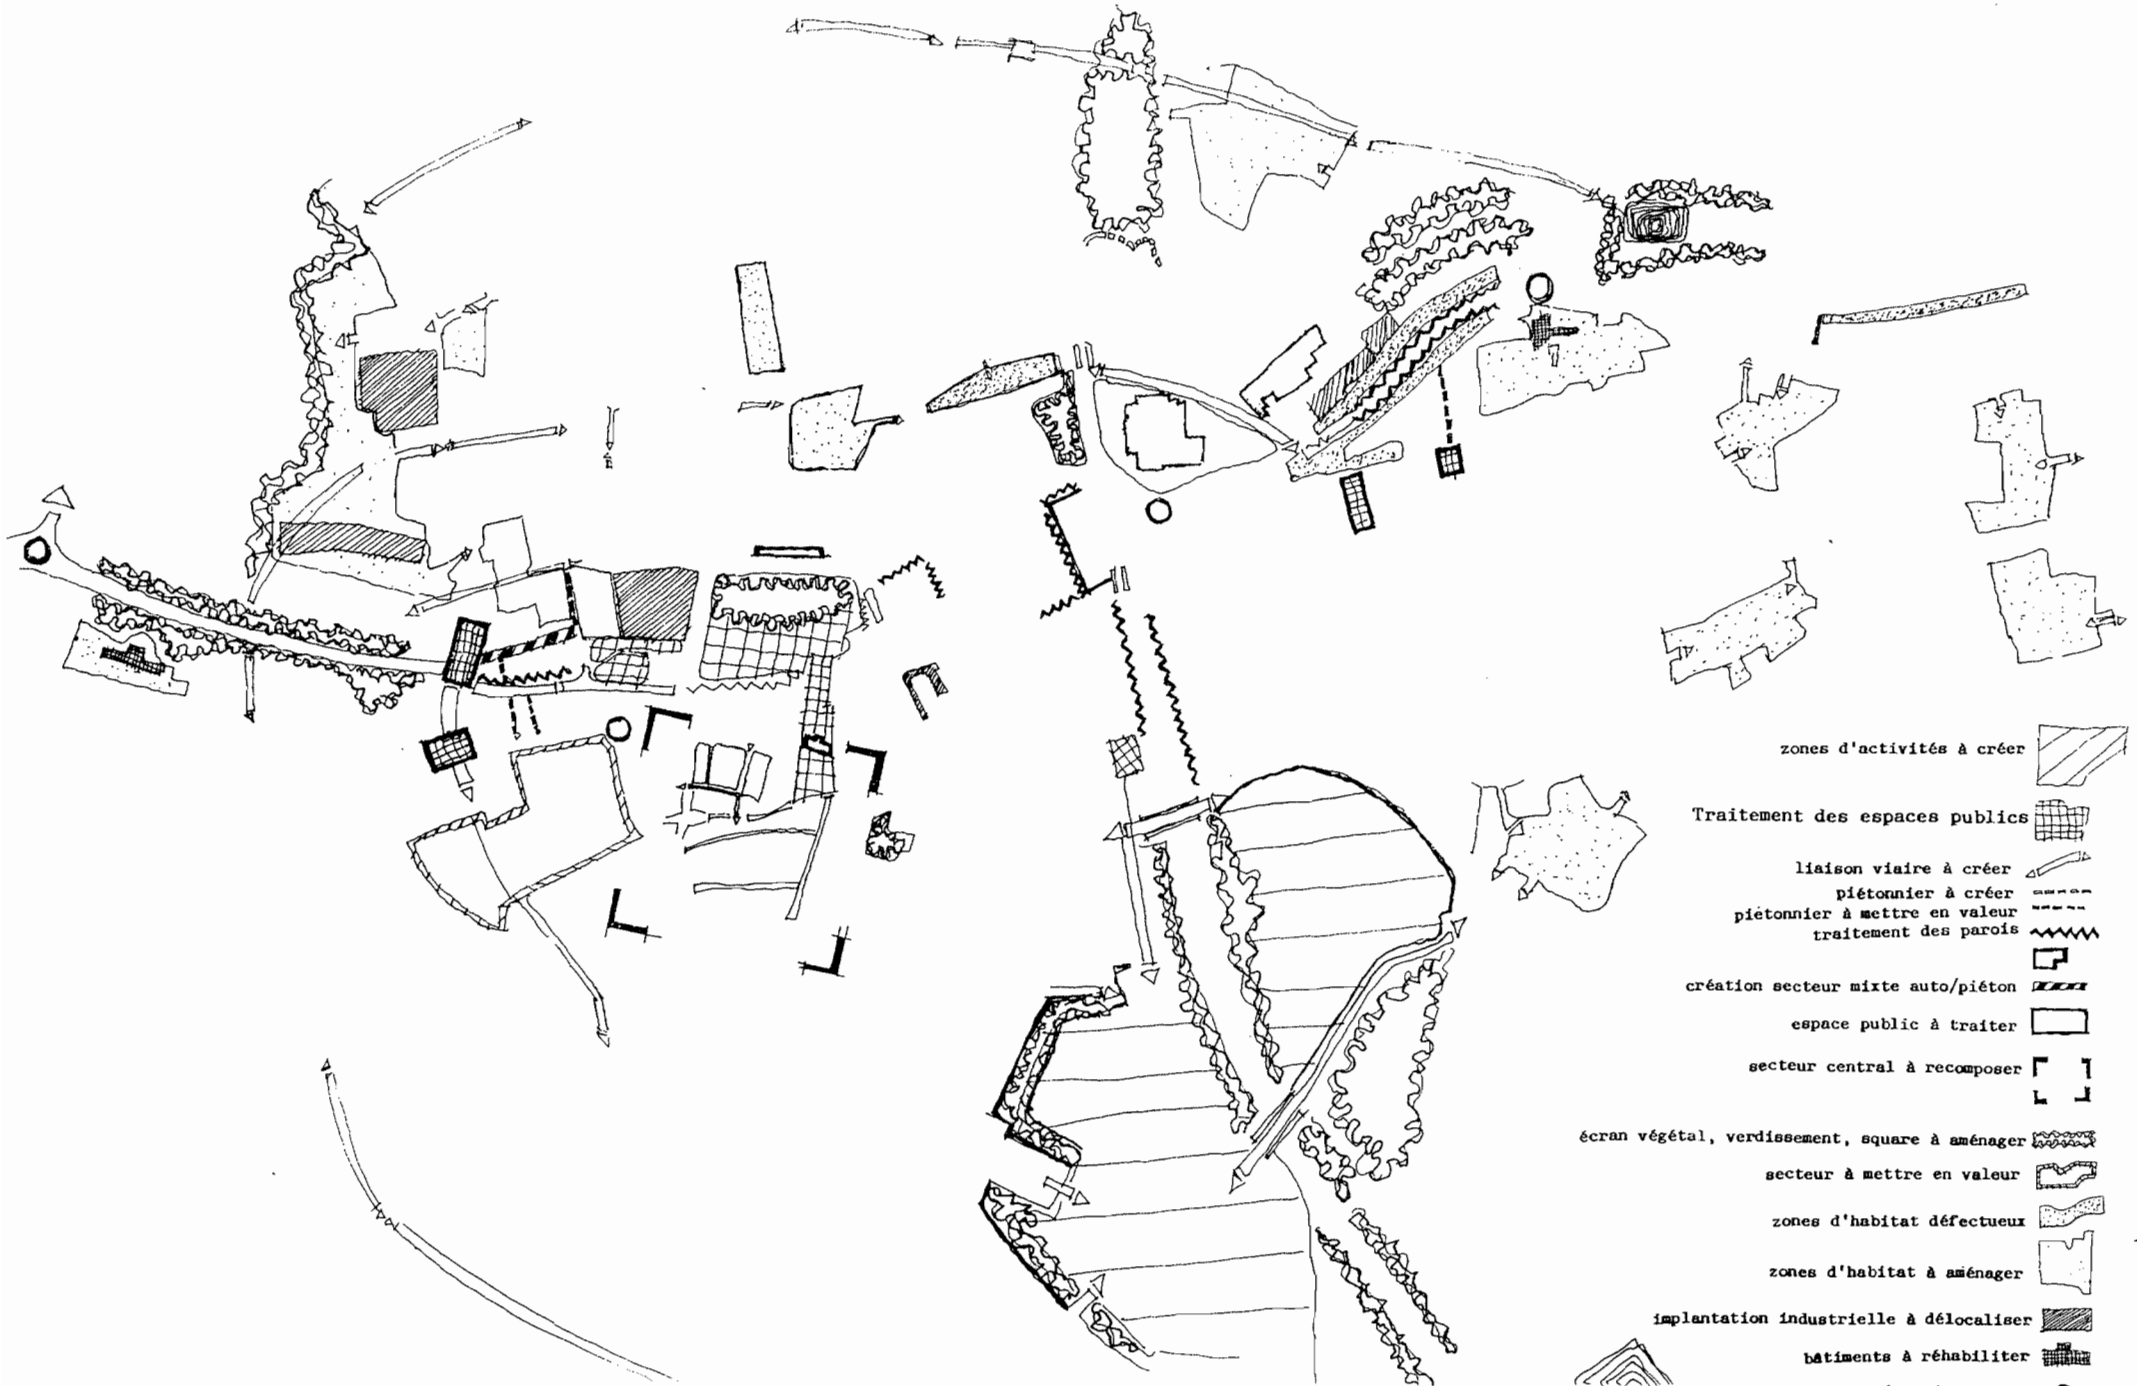 zones d'activités à créer
Traitement des espaces publics
liaison viaire à créer
piétonnier à créer
piétonnier à mettre en valeur
traitement des parois
création secteur mixte auto/piéton
espace public à traiter
secteur central à recomposer
écran végétal, verdissement, square à aménager
secteur à mettre en valeur
zones d'habitat défectueux
zones d'habitat à aménager
implantation industrielle à délocaliser
bâtiments à réhabiliter